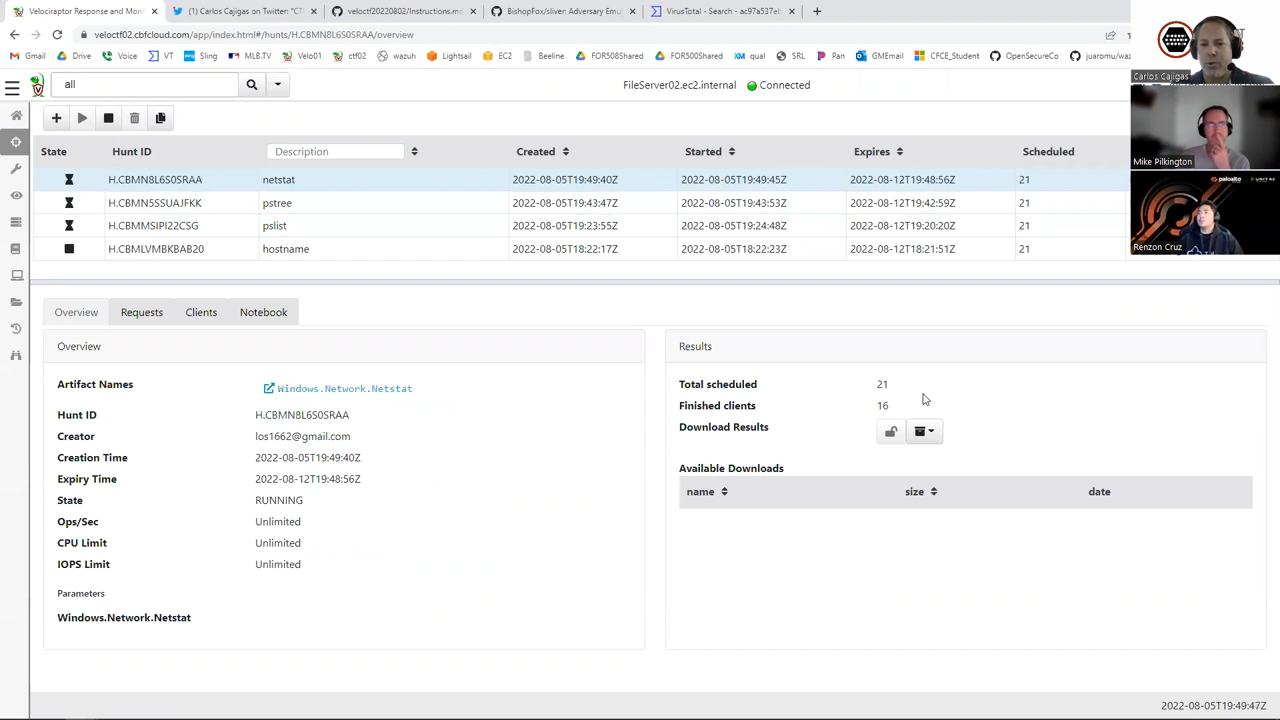 Velociraptor Response and Mon
(1) Carlos Cajigas on Twitter: "CT
veloctf20220802/Instructions.md
BishopFox/sliver: Adversary Emul
VirusTotal - Search - ac97a537eb
veloctf02.cbfcloud.com/app/index.html#/hunts/H.CBMN8L6S0SRAA/overview
Gmail
Drive
Voice
VT
Sling
MLB.TV
Velo01
ctf02
wazuh
Lights
EC2
Beeline
FOR508Shared
FOR500Shared
qual
SRL
Pan
GMEmail
CFCE_Student
OpenSecureCo
juaromu/waz
Carlos Cajigas
all
FileServer02.ec2.internal
Connected
State
Hunt ID
Description
Created
Started
Expires
Scheduled
Mike Pilkington
H.CBMN8L6S0SRAA
netstat
2022-08-05T19:49:40Z
2022-08-05T19:49:45Z
2022-08-12T19:48:56Z
21
paloalto
UNIT 42
H.CBMN5SSUAJFKK
pstree
2022-08-05T19:43:47Z
2022-08-05T19:43:53Z
2022-08-12T19:42:59Z
21
H.CBMMSIPI22CSG
pslist
2022-08-05T19:23:55Z
2022-08-05T19:24:48Z
2022-08-12T19:20:20Z
21
H.CBMLVMBKBAB20
hostname
2022-08-05T18:22:17Z
2022-08-05T18:22:23Z
2022-08-12T18:21:51Z
21
Renzon Cruz
Overview
Requests
Clients
Notebook
Overview
Artifact Names
Windows.Network.Netstat
Hunt ID
H.CBMN8L6S0SRAA
Creator
los1662@gmail.com
Creation Time
2022-08-05T19:49:40Z
Expiry Time
2022-08-12T19:48:56Z
State
RUNNING
Ops/Sec
Unlimited
CPU Limit
Unlimited
IOPS Limit
Unlimited
Parameters
Windows.Network.Netstat
Results
Total scheduled
21
Finished clients
16
Download Results
Available Downloads
name
size
date
2022-08-05T19:49:47Z